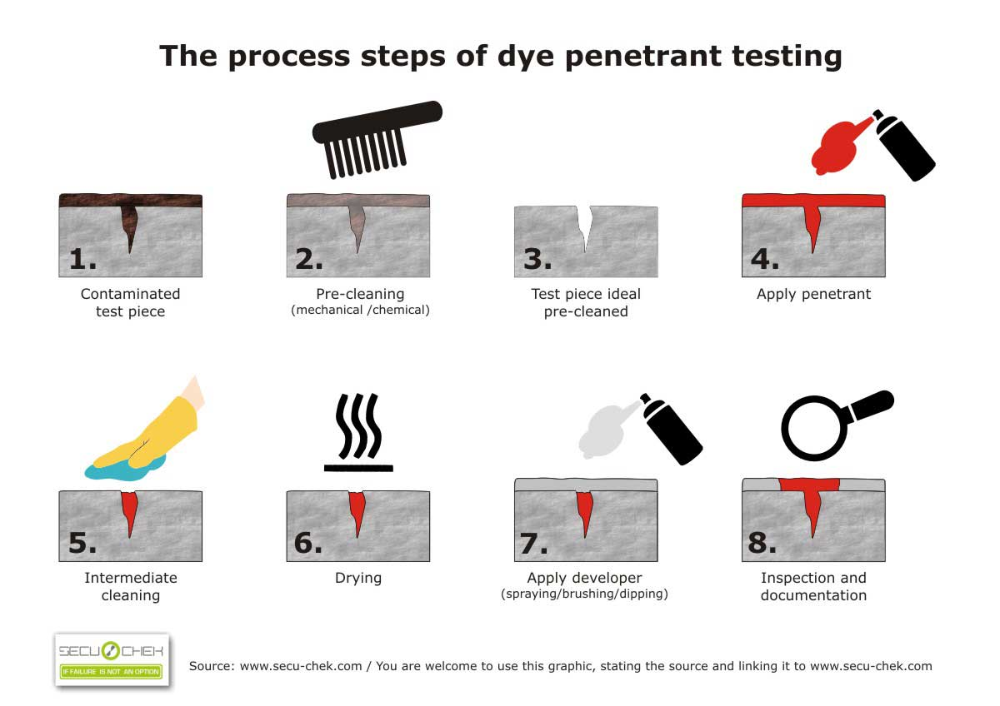 The process steps of dye penetrant testing
1.
Contaminated
test piece
2.
Pre-cleaning
(mechanical /chemical)
3.
Test piece ideal
pre-cleaned
4.
Apply penetrant
5.
Intermediate
cleaning
6.
Drying
7.
Apply developer
(spraying/brushing/dipping)
8.
Inspection and
documentation
SECU CHEK
IF FAILURE IS NOT AN OPTION
Source: www.secu-chek.com / You are welcome to use this graphic, stating the source and linking it to www.secu-chek.com